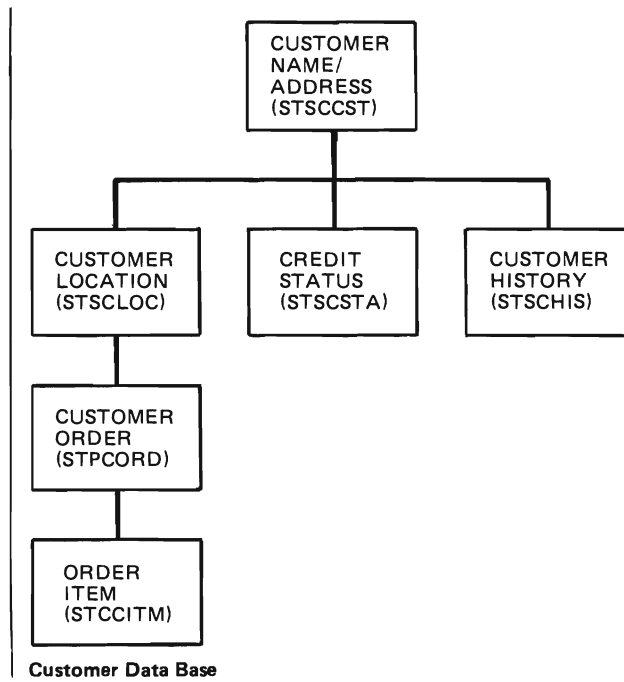 CUSTOMER
NAME/
ADDRESS
(STSCCST)
CUSTOMER
LOCATION
(STSCLOC)
CREDIT
STATUS
(STSCSTA)
CUSTOMER
HISTORY
(STSCHIS)
CUSTOMER
ORDER
(STPCORD)
ORDER
ITEM
(STCCITM)
Customer Data Base